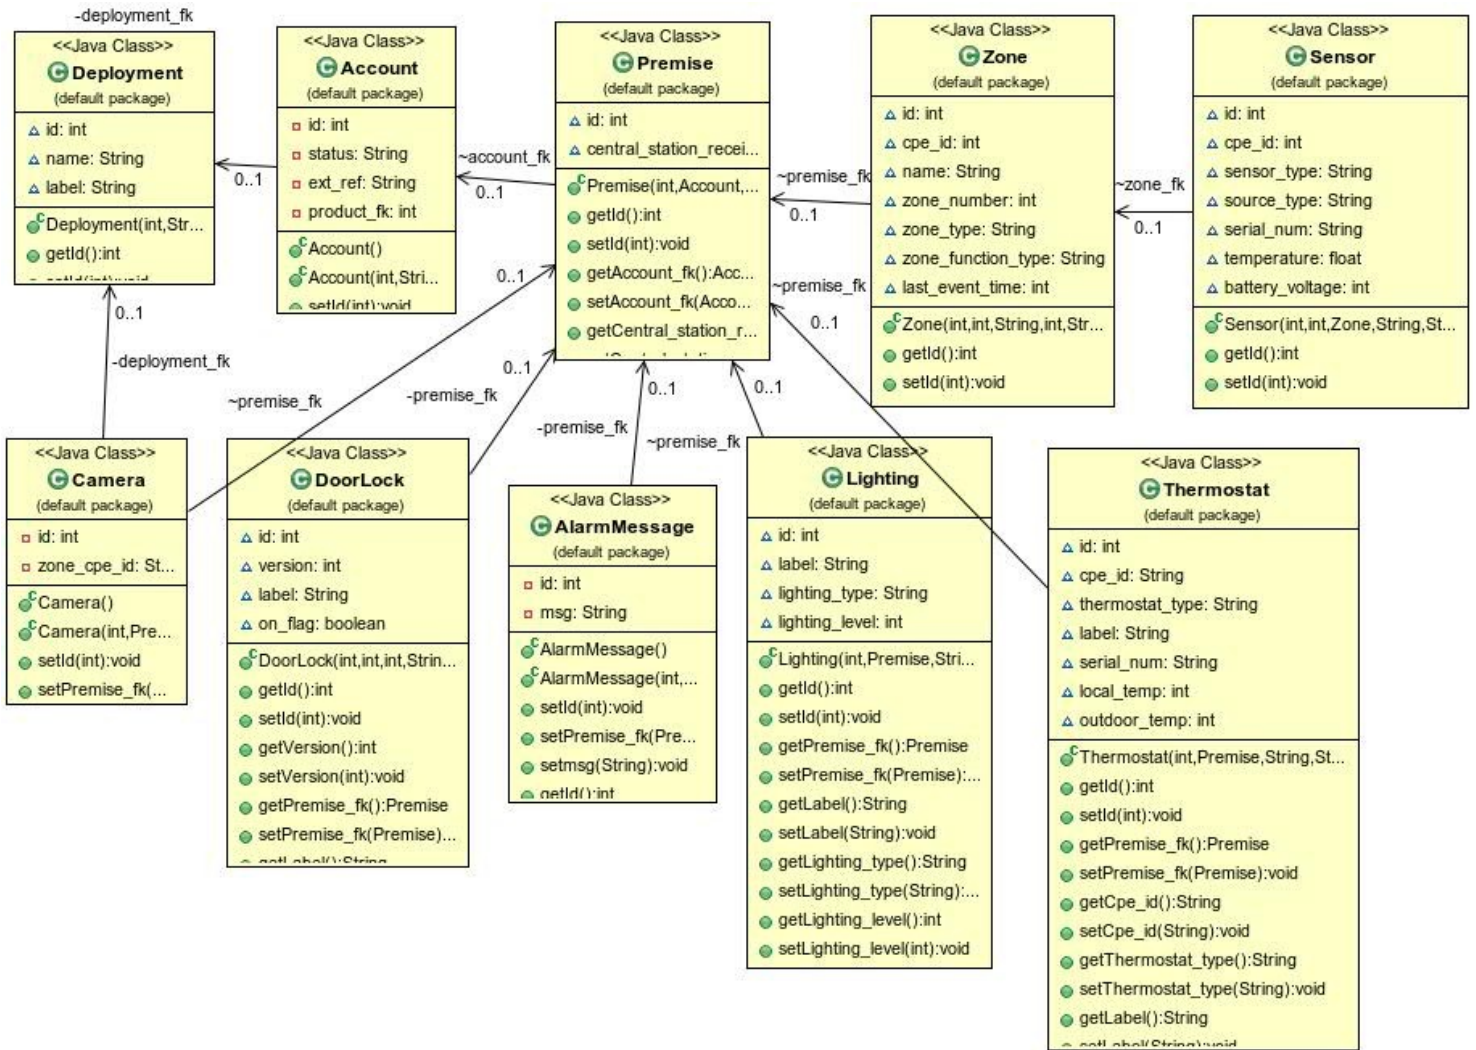 -deployment_fk
<<Java Class>>
Deployment
(default package)
id: int
name: String
label: String
Deployment(int,Str...
getId():int
setId(int):void
<<Java Class>>
Account
(default package)
id: int
status: String
ext_ref: String
product_fk: int
Account()
Account(int,Stri...
setId(int):void
<<Java Class>>
Premise
(default package)
id: int
central_station_recei...
Premise(int,Account,...
getId():int
setId(int):void
getAccount_fk():Acc...
setAccount_fk(Acco...
getCentral_station_r...
<<Java Class>>
Zone
(default package)
id: int
cpe_id: int
name: String
zone_number: int
zone_type: String
zone_function_type: String
last_event_time: int
Zone(int,int,String,int,Str...
getId():int
setId(int):void
<<Java Class>>
Sensor
(default package)
id: int
cpe_id: int
sensor_type: String
source_type: String
serial_num: String
temperature: float
battery_voltage: int
Sensor(int,int,Zone,String,St...
getId():int
setId(int):void
0..1
~account_fk
0..1
~premise_fk
0..1
~zone_fk
0..1
0..1
-deployment_fk
0..1
~premise_fk
0..1
-premise_fk
0..1
-premise_fk
0..1
~premise_fk
~premise_fk
0..1
<<Java Class>>
Camera
(default package)
id: int
zone_cpe_id: St...
Camera()
Camera(int,Pre...
setId(int):void
setPremise_fk(...
<<Java Class>>
DoorLock
(default package)
id: int
version: int
label: String
on_flag: boolean
DoorLock(int,int,int,Strin...
getId():int
setId(int):void
getVersion():int
setVersion(int):void
getPremise_fk():Premise
setPremise_fk(Premise)...
getLabel():String
<<Java Class>>
AlarmMessage
(default package)
id: int
msg: String
AlarmMessage()
AlarmMessage(int,...
setId(int):void
setPremise_fk(Pre...
setmsg(String):void
getId():int
<<Java Class>>
Lighting
(default package)
id: int
label: String
lighting_type: String
lighting_level: int
Lighting(int,Premise,Stri...
getId():int
setId(int):void
getPremise_fk():Premise
setPremise_fk(Premise):...
getLabel():String
setLabel(String):void
getLighting_type():String
setLighting_type(String):...
getLighting_level():int
setLighting_level(int):void
<<Java Class>>
Thermostat
(default package)
id: int
cpe_id: String
thermostat_type: String
label: String
serial_num: String
local_temp: int
outdoor_temp: int
Thermostat(int,Premise,String,St...
getId():int
setId(int):void
getPremise_fk():Premise
setPremise_fk(Premise):void
getCpe_id():String
setCpe_id(String):void
getThermostat_type():String
setThermostat_type(String):void
getLabel():String
setLabel(String):void